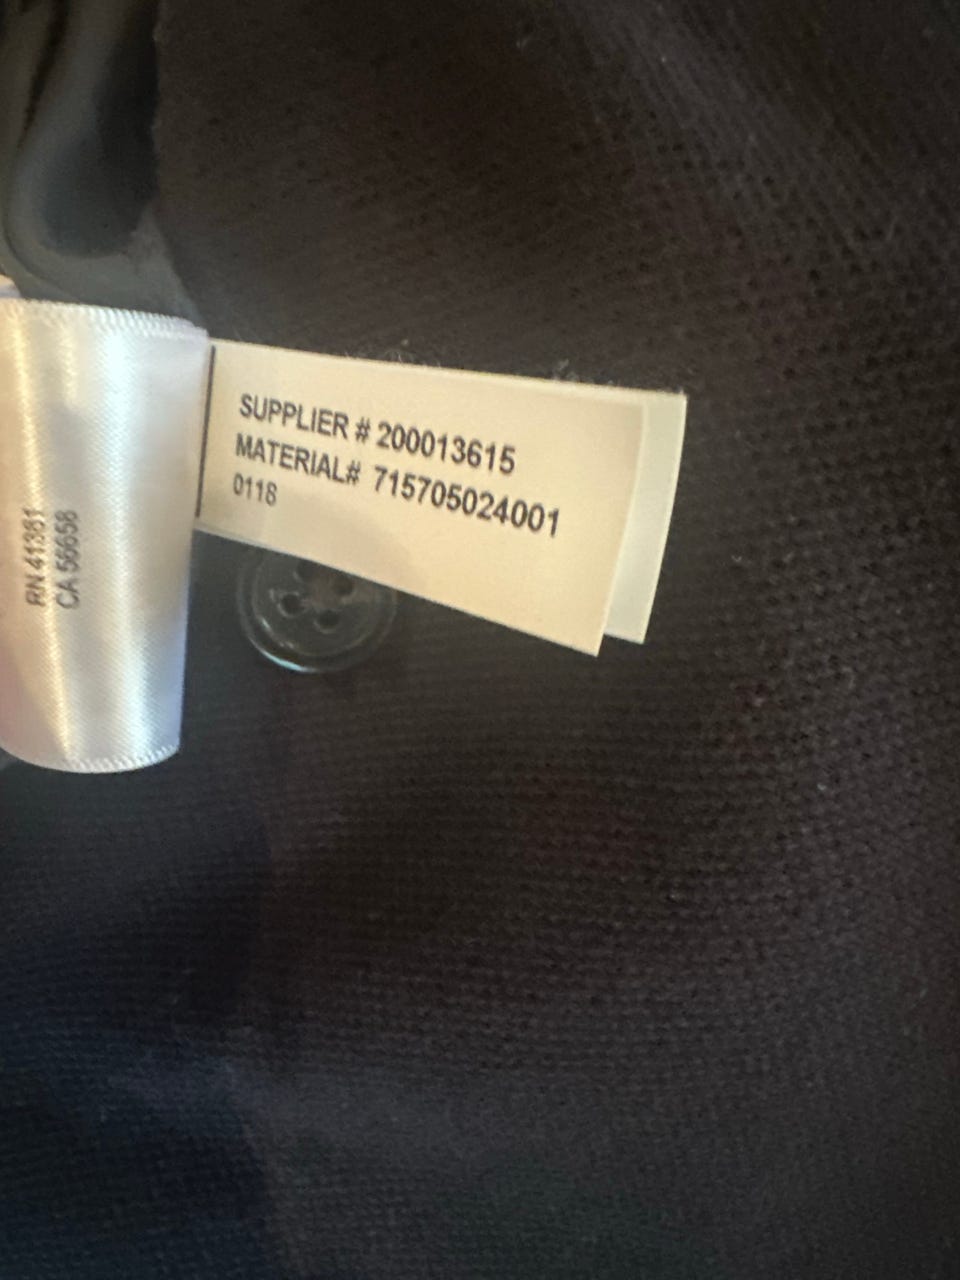 SUPPLIER # 200013615
MATERIAL# 715705024001
0118
RN 41381
CA 56658